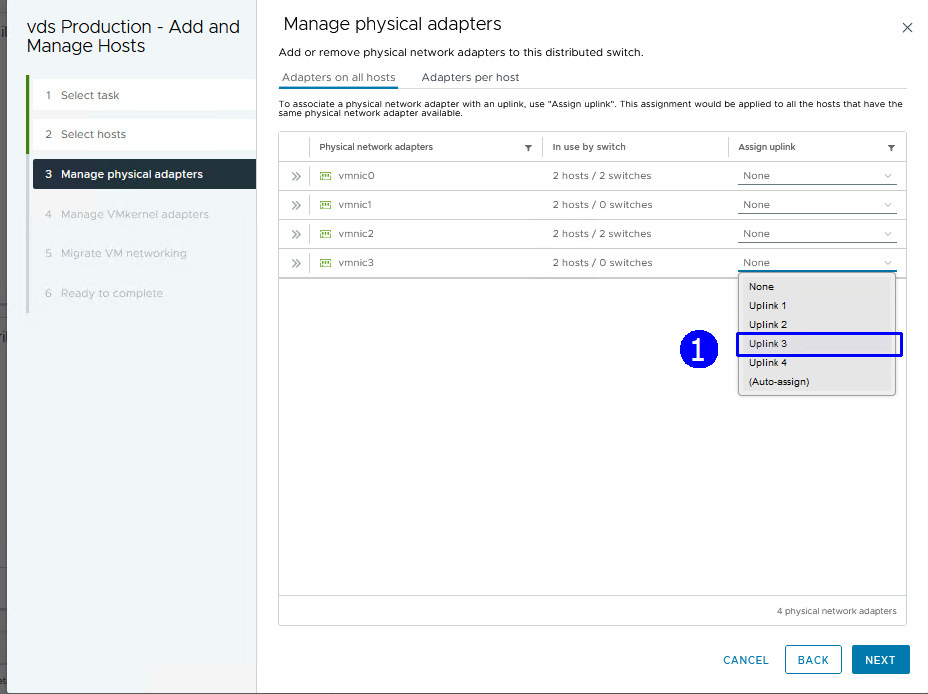 vds Production - Add and
Manage Hosts
1 Select task
2 Select hosts
3 Manage physical adapters
4 Manage VMkernel adapters
5 Migrate VM networking
6 Ready to complete
Manage physical adapters
Add or remove physical network adapters to this distributed switch.
Adapters on all hosts
Adapters per host
To associate a physical network adapter with an uplink, use "Assign uplink". This assignment would be applied to all the hosts that have the
same physical network adapter available.
Physical network adapters In use by switch Assign uplink
vmnic0 2 hosts / 2 switches None
vmnic1 2 hosts / 0 switches None
vmnic2 2 hosts / 2 switches None
vmnic3 2 hosts / 0 switches None
None
Uplink 1
Uplink 2
1 Uplink 3
Uplink 4
(Auto-assign)
4 physical network adapters
CANCEL BACK NEXT